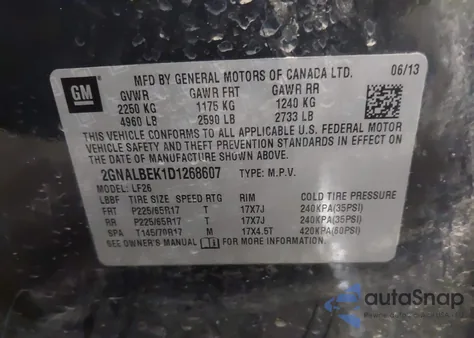 GM
MFD BY GENERAL MOTORS OF CANADA LTD. 06/13
GVWR GAWR FRT GAWR RR
2250 KG 1175 KG 1240 KG
4960 LB 2590 LB 2733 LB
THIS VEHICLE CONFORMS TO ALL APPLICABLE U.S. FEDERAL MOTOR
VEHICLE SAFETY AND THEFT PREVENTION STANDARDS IN EFFECT ON
THE DATE OF MANUFACTURE SHOWN ABOVE.
2GNALBEK1D1268607 TYPE: M.P.V.
MODEL: LF26
LBBF TIRE SIZE SPEED RTG RIM COLD TIRE PRESSURE
FRT P225/65R17 T 17X7J 240KPA(35PSI)
RR P225/65R17 T 17X7J 240KPA(35PSI)
SPA T145/70R17 M 17X4.5T 420KPA(60PSI)
SEE OWNER'S MANUAL FOR MORE INFORMATION.
autoSnap